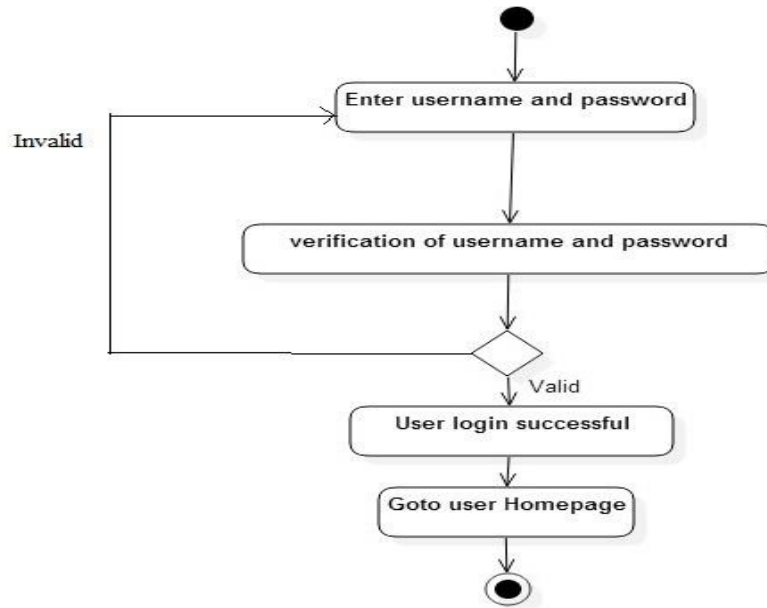 Enter username and password
Invalid
verification of username and password
Valid
User login successful
Goto user Homepage